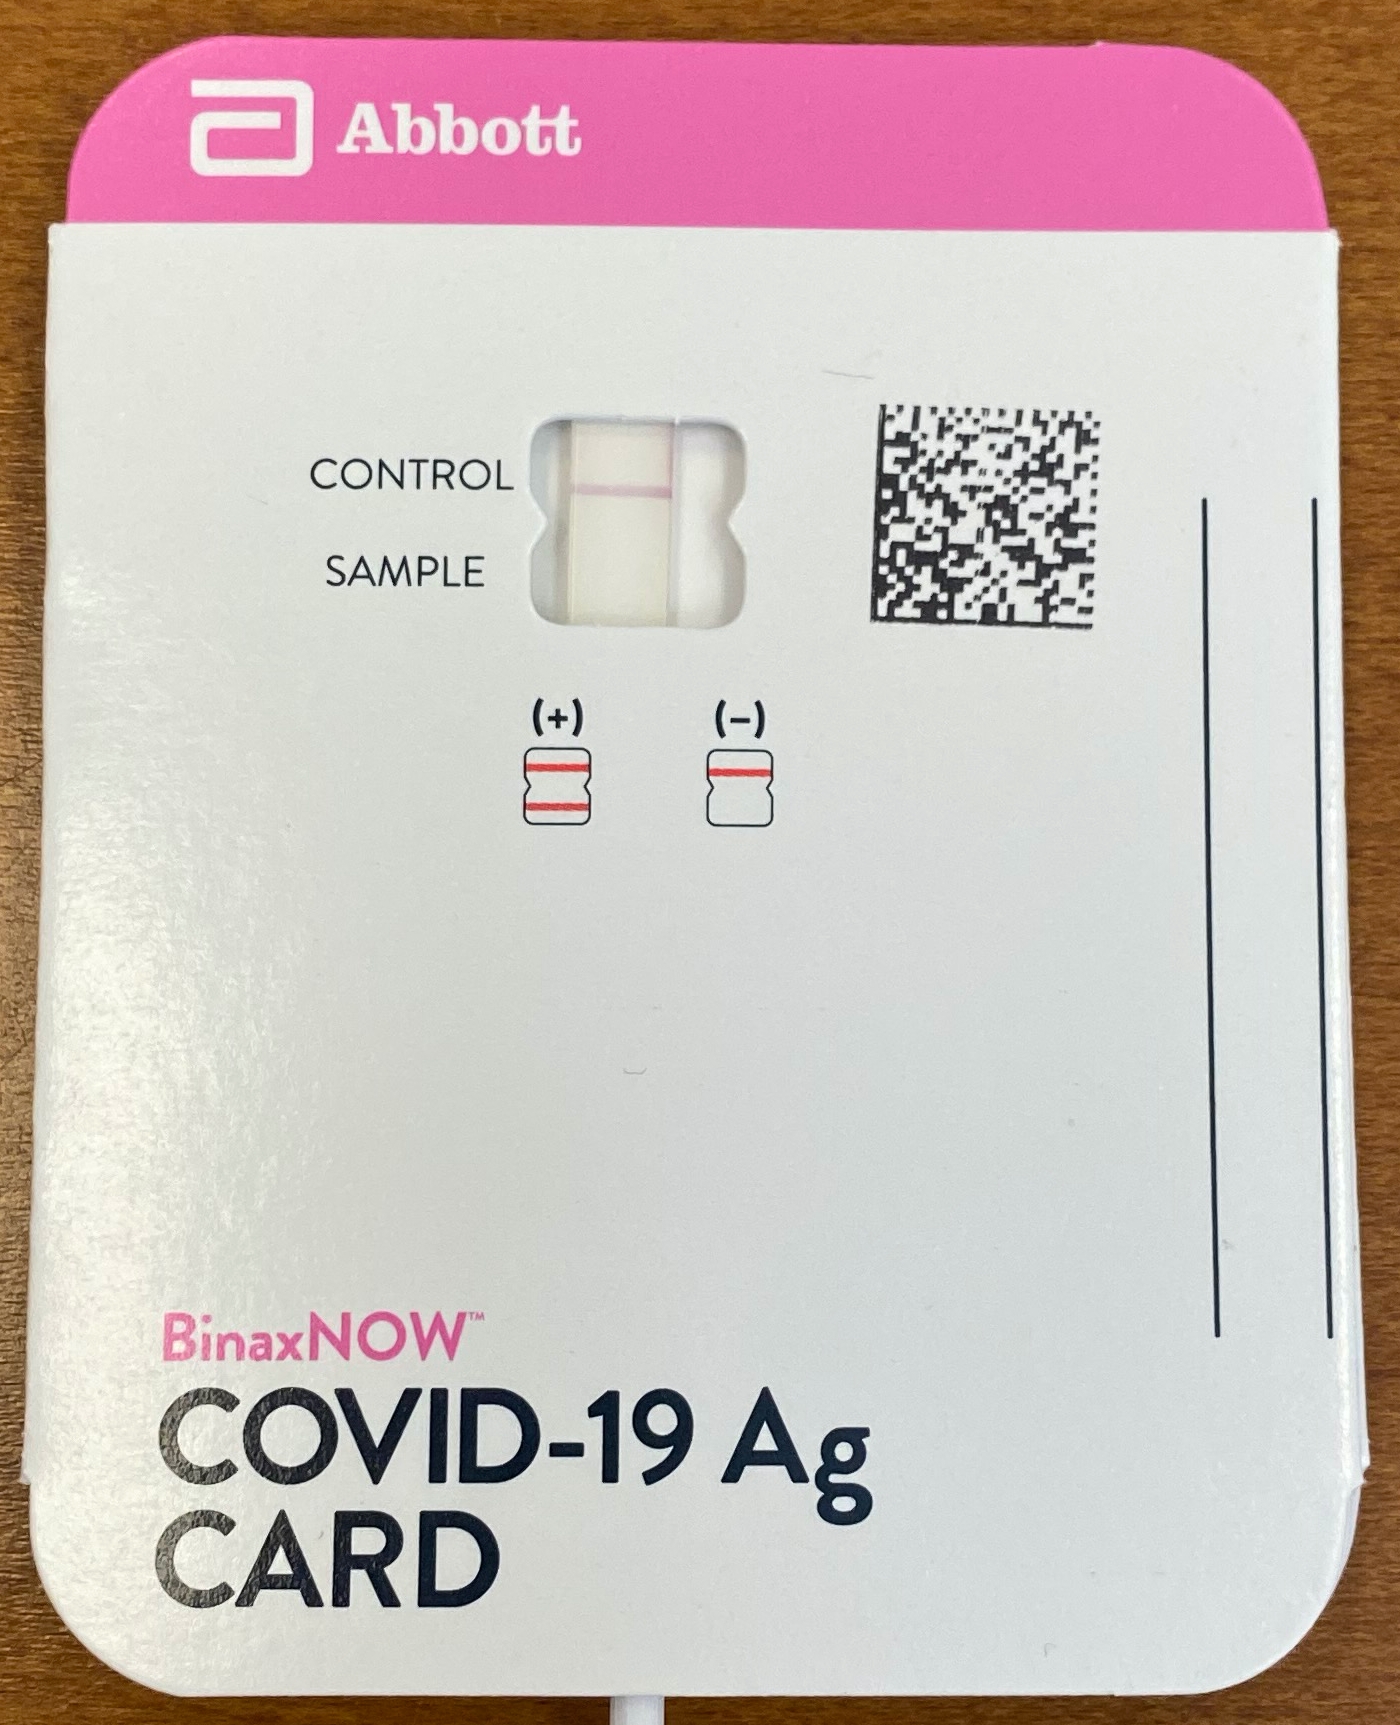 Abbott
CONTROL
SAMPLE
(+) (-)
BinaxNOW™
COVID-19 Ag
CARD